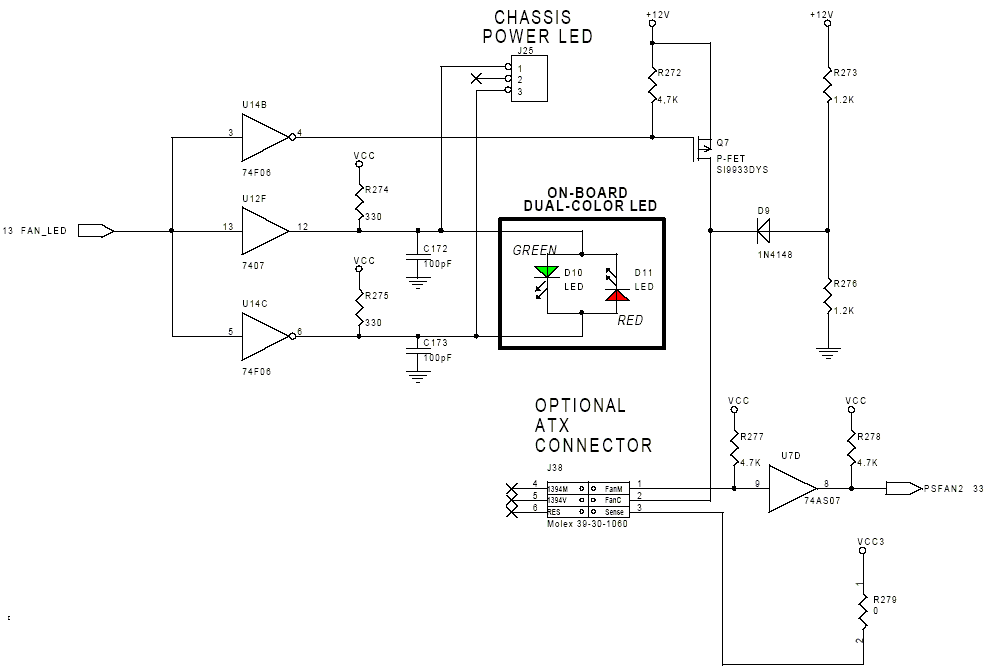 CHASSIS
POWER LED
J25
1
2
3
+12V
+12V
R272
4,7K
R273
1.2K
U14B
3
4
74F06
VCC
R274
330
Q7
P-FET
SI9933DYS
U12F
13 FAN_LED
13
12
7407
C172
100pF
ON-BOARD
DUAL-COLOR LED
GREEN
D10
LED
D11
LED
RED
D9
1N4148
VCC
R275
330
R276
1.2K
U14C
5
6
74F06
C173
100pF
OPTIONAL
ATX
CONNECTOR
J38
4 1394M FanM 1
5 1394V FanC 2
6 RES Sense 3
Molex 39-30-1060
VCC
R277
4.7K
VCC
R278
4.7K
U7D
9
8
74AS07
PSFAN2 33
VCC3
1
R279
0
2